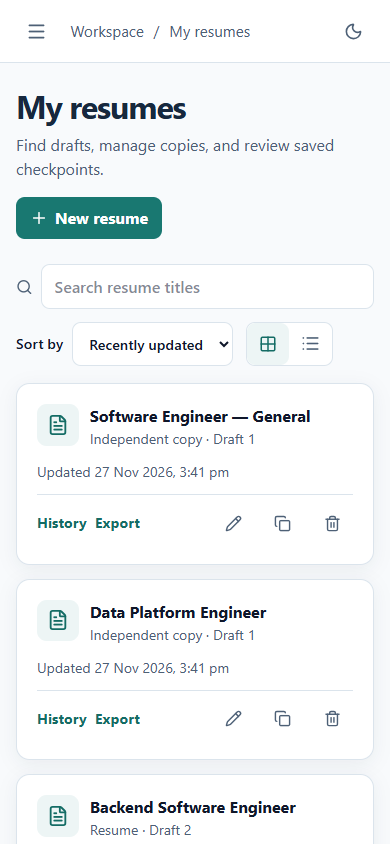 Workspace / My resumes
My resumes
Find drafts, manage copies, and review saved
checkpoints.
New resume
Search resume titles
Sort by Recently updated
Software Engineer — General
Independent copy · Draft 1
Updated 27 Nov 2026, 3:41 pm
History Export
Data Platform Engineer
Independent copy · Draft 1
Updated 27 Nov 2026, 3:41 pm
History Export
Backend Software Engineer
Resume · Draft 2